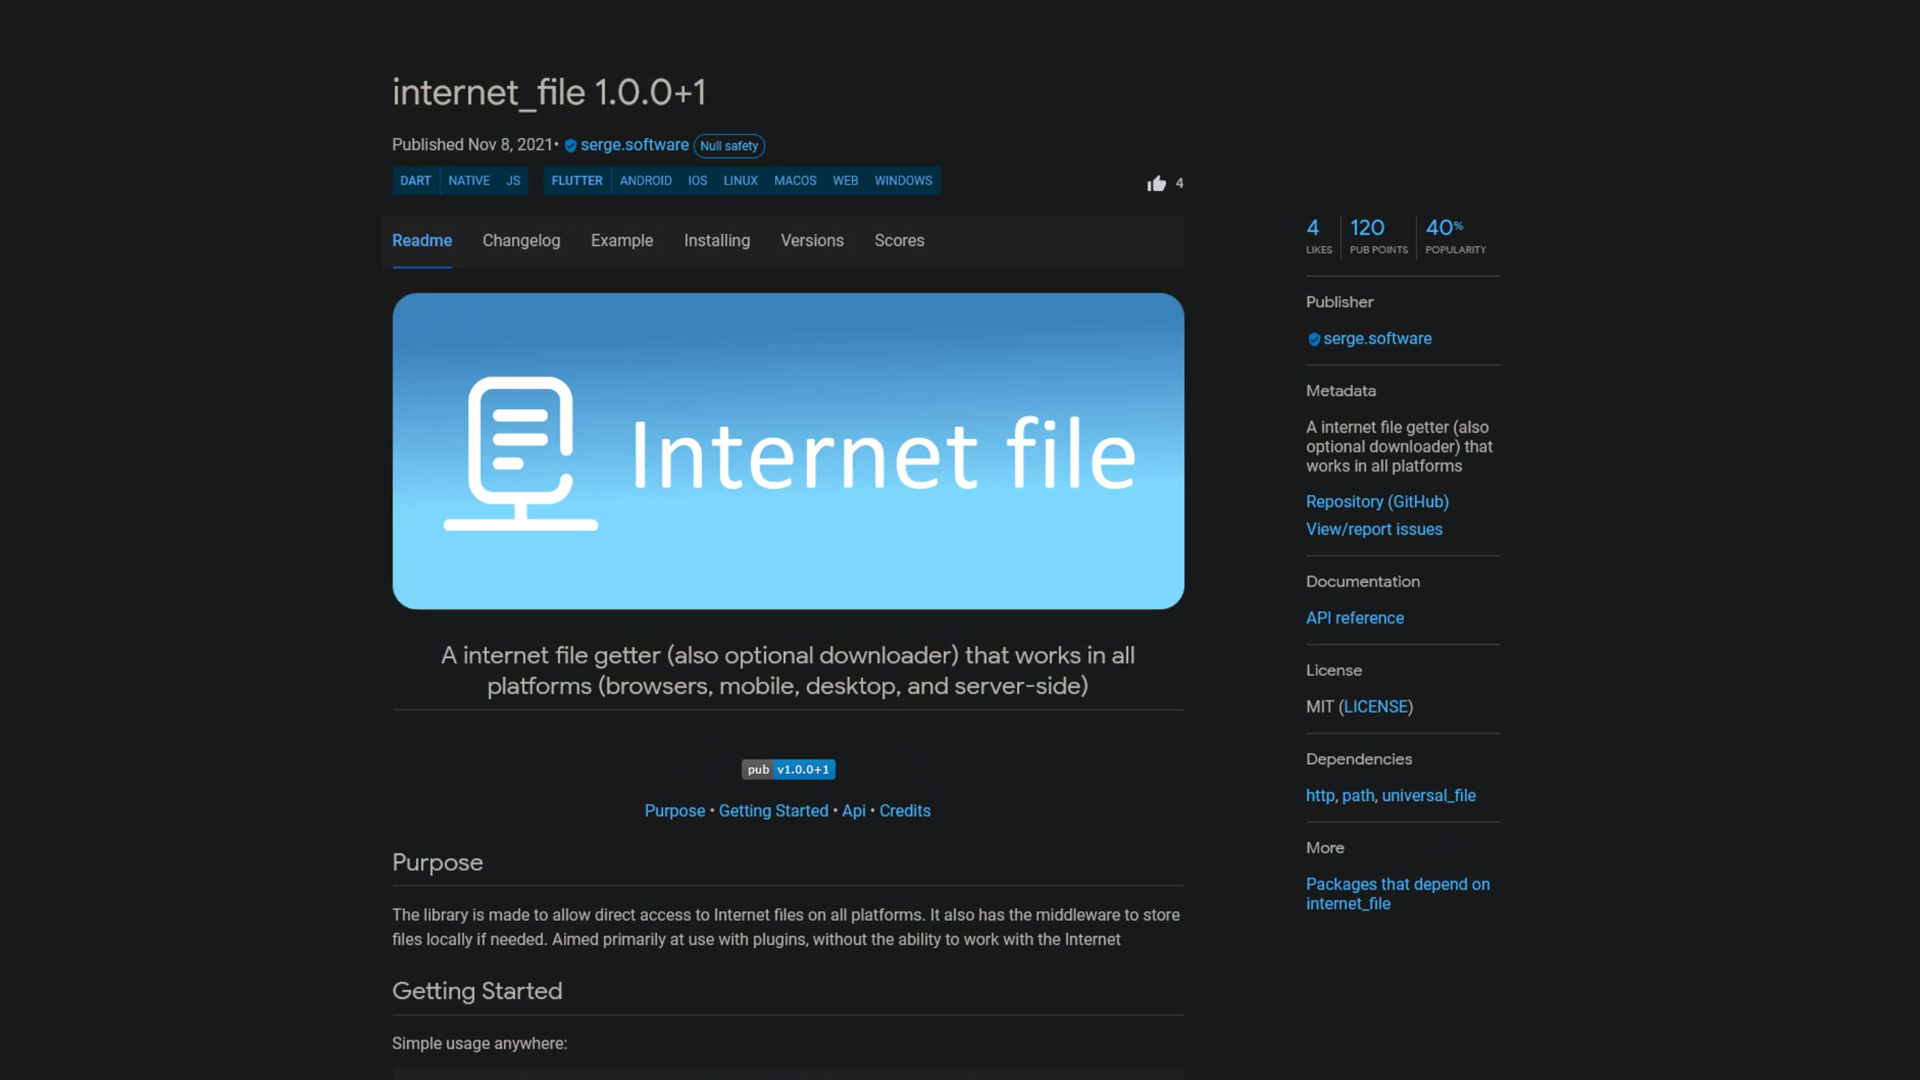 internet_file 1.0.0+1
Published Nov 8, 2021• serge.software Null safety
DART NATIVE JS FLUTTER ANDROID IOS LINUX MACOS WEB WINDOWS
4
Readme Changelog Example Installing Versions Scores
Internet file
A internet file getter (also optional downloader) that works in all
platforms (browsers, mobile, desktop, and server-side)
pub v1.0.0+1
Purpose • Getting Started • Api • Credits
Purpose
The library is made to allow direct access to Internet files on all platforms. It also has the middleware to store
files locally if needed. Aimed primarily at use with plugins, without the ability to work with the Internet
Getting Started
Simple usage anywhere:
4 120 40%
LIKES PUB POINTS POPULARITY
Publisher
serge.software
Metadata
A internet file getter (also
optional downloader) that
works in all platforms
Repository (GitHub)
View/report issues
Documentation
API reference
License
MIT (LICENSE)
Dependencies
http, path, universal_file
More
Packages that depend on
internet_file